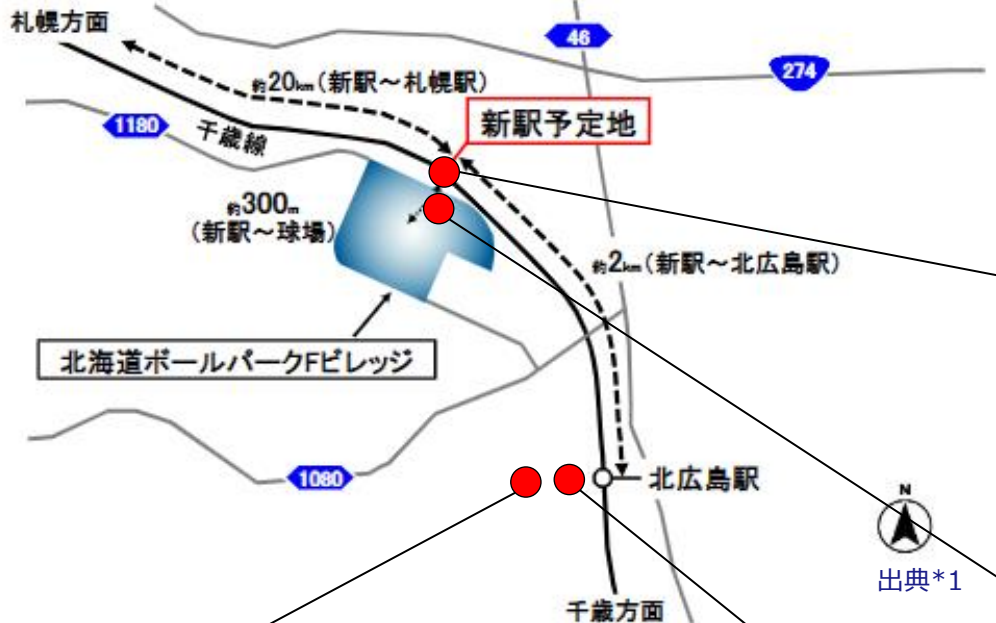 札幌方面
46
274
約20km(新駅～札幌駅)
新駅予定地
1180
千歳線
約300m
(新駅～球場)
約2km(新駅～北広島駅)
北海道ボールパークFビレッジ
1080
北広島駅
N
出典*1
千歳方面